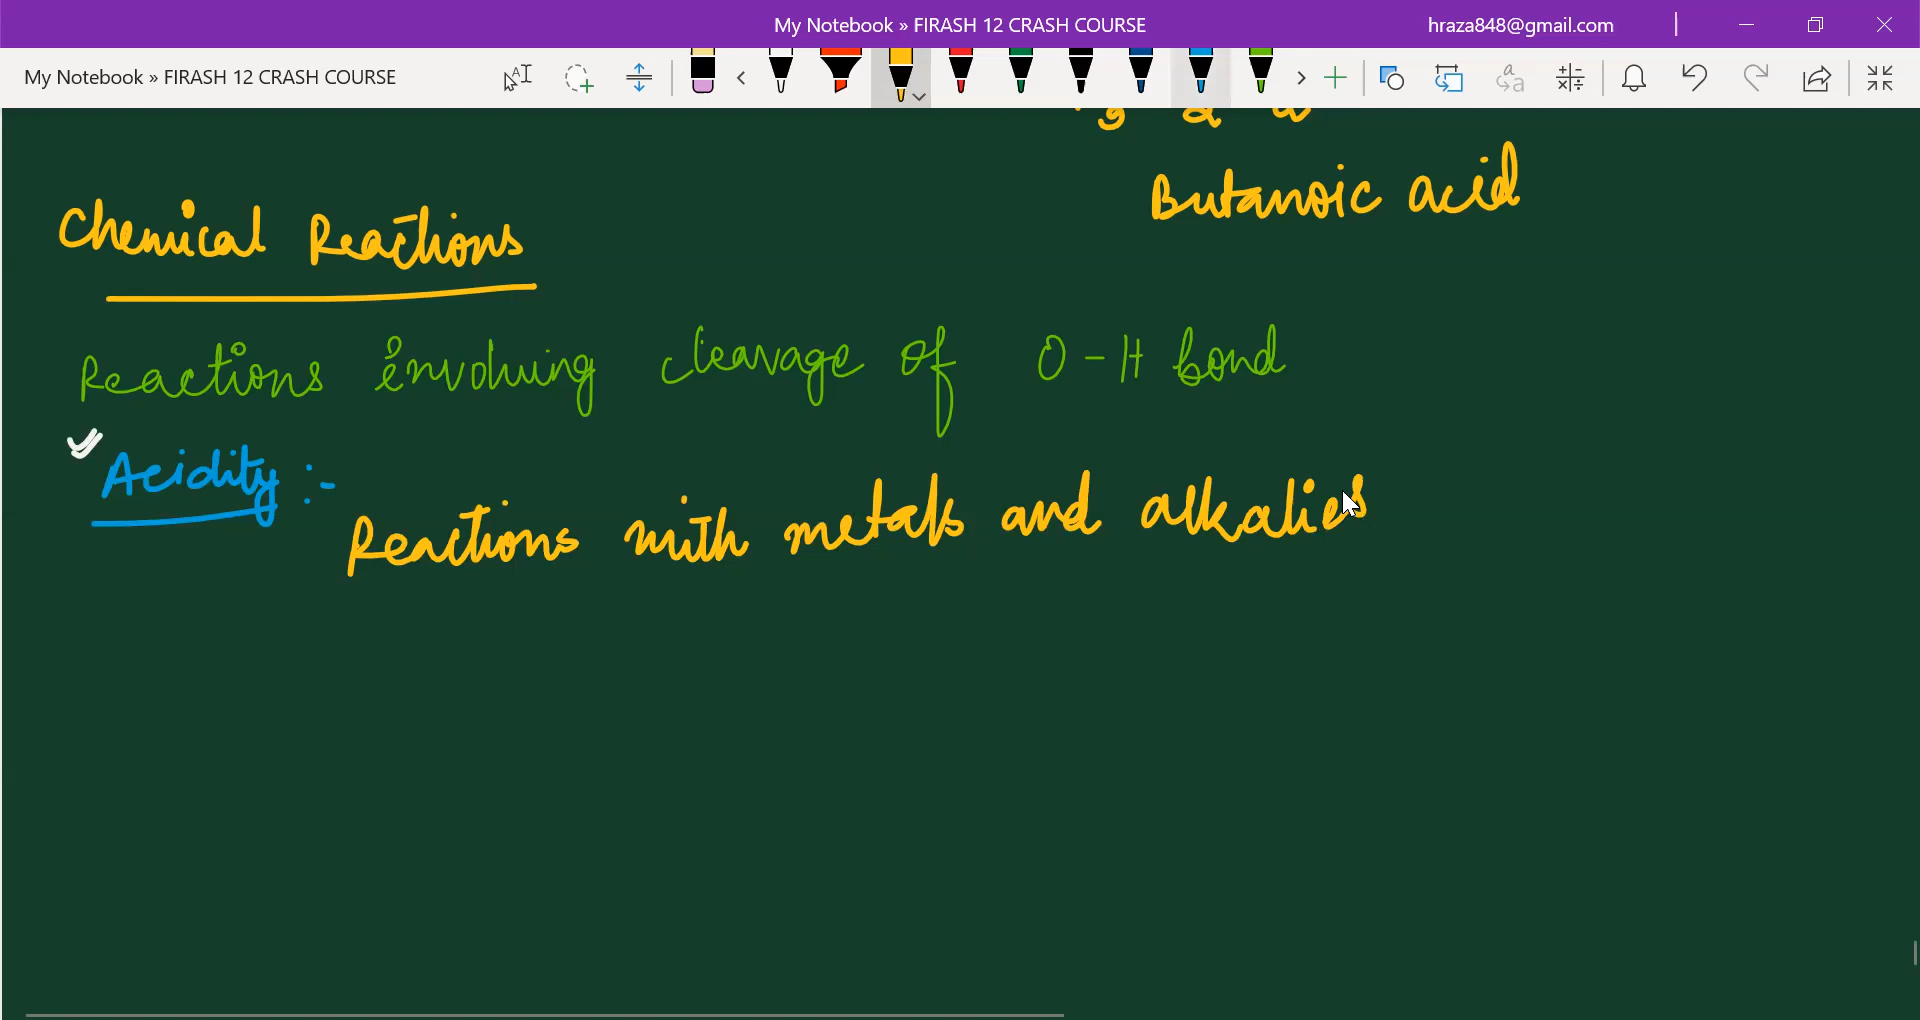 My Notebook » FIRASH 12 CRASH COURSE
hraza848@gmail.com
My Notebook » FIRASH 12 CRASH COURSE
Butanoic acid
Chemical Reactions
Reactions involving cleavage of O-H bond
Acidity :-
Reactions with metals and alkalies